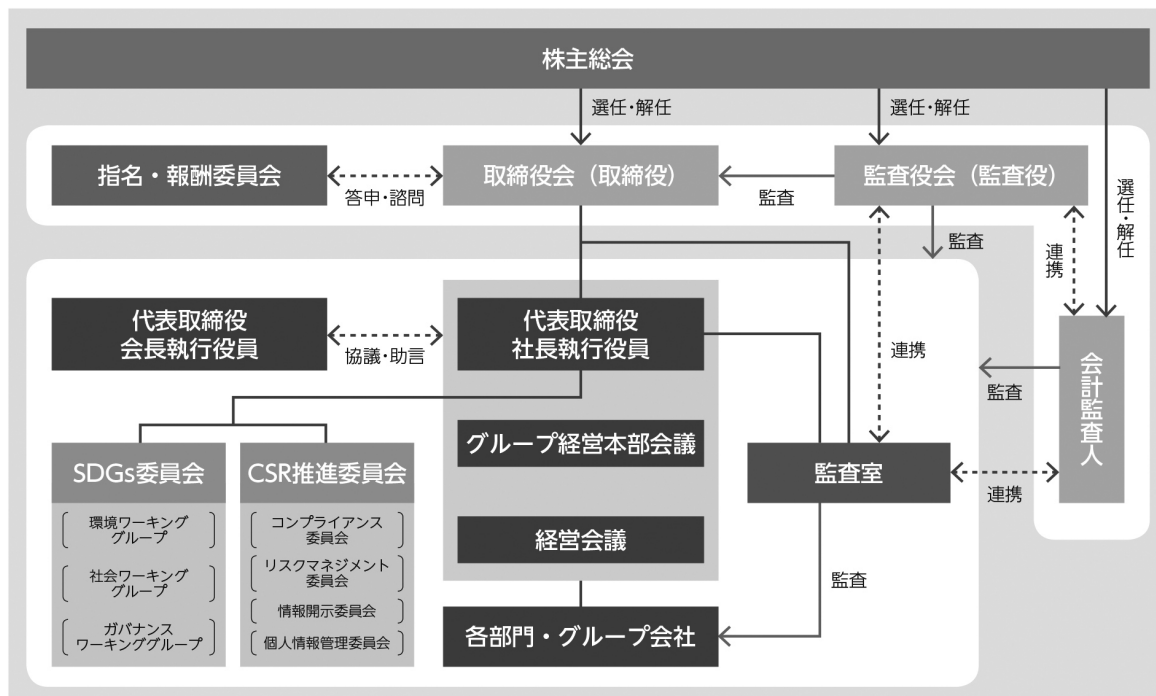 株主総会
選任・解任
選任・解任
指名・報酬委員会
答申・諮問
取締役会（取締役）
監査
監査役会（監査役）
選任・解任
監査
連携
代表取締役
会長執行役員
協議・助言
代表取締役
社長執行役員
連携
監査
会計監査人
グループ経営本部会議
SDGs委員会
CSR推進委員会
監査室
連携
環境ワーキング
グループ
社会ワーキング
グループ
ガバナンス
ワーキンググループ
コンプライアンス
委員会
リスクマネジメント
委員会
情報開示委員会
個人情報管理委員会
経営会議
監査
各部門・グループ会社